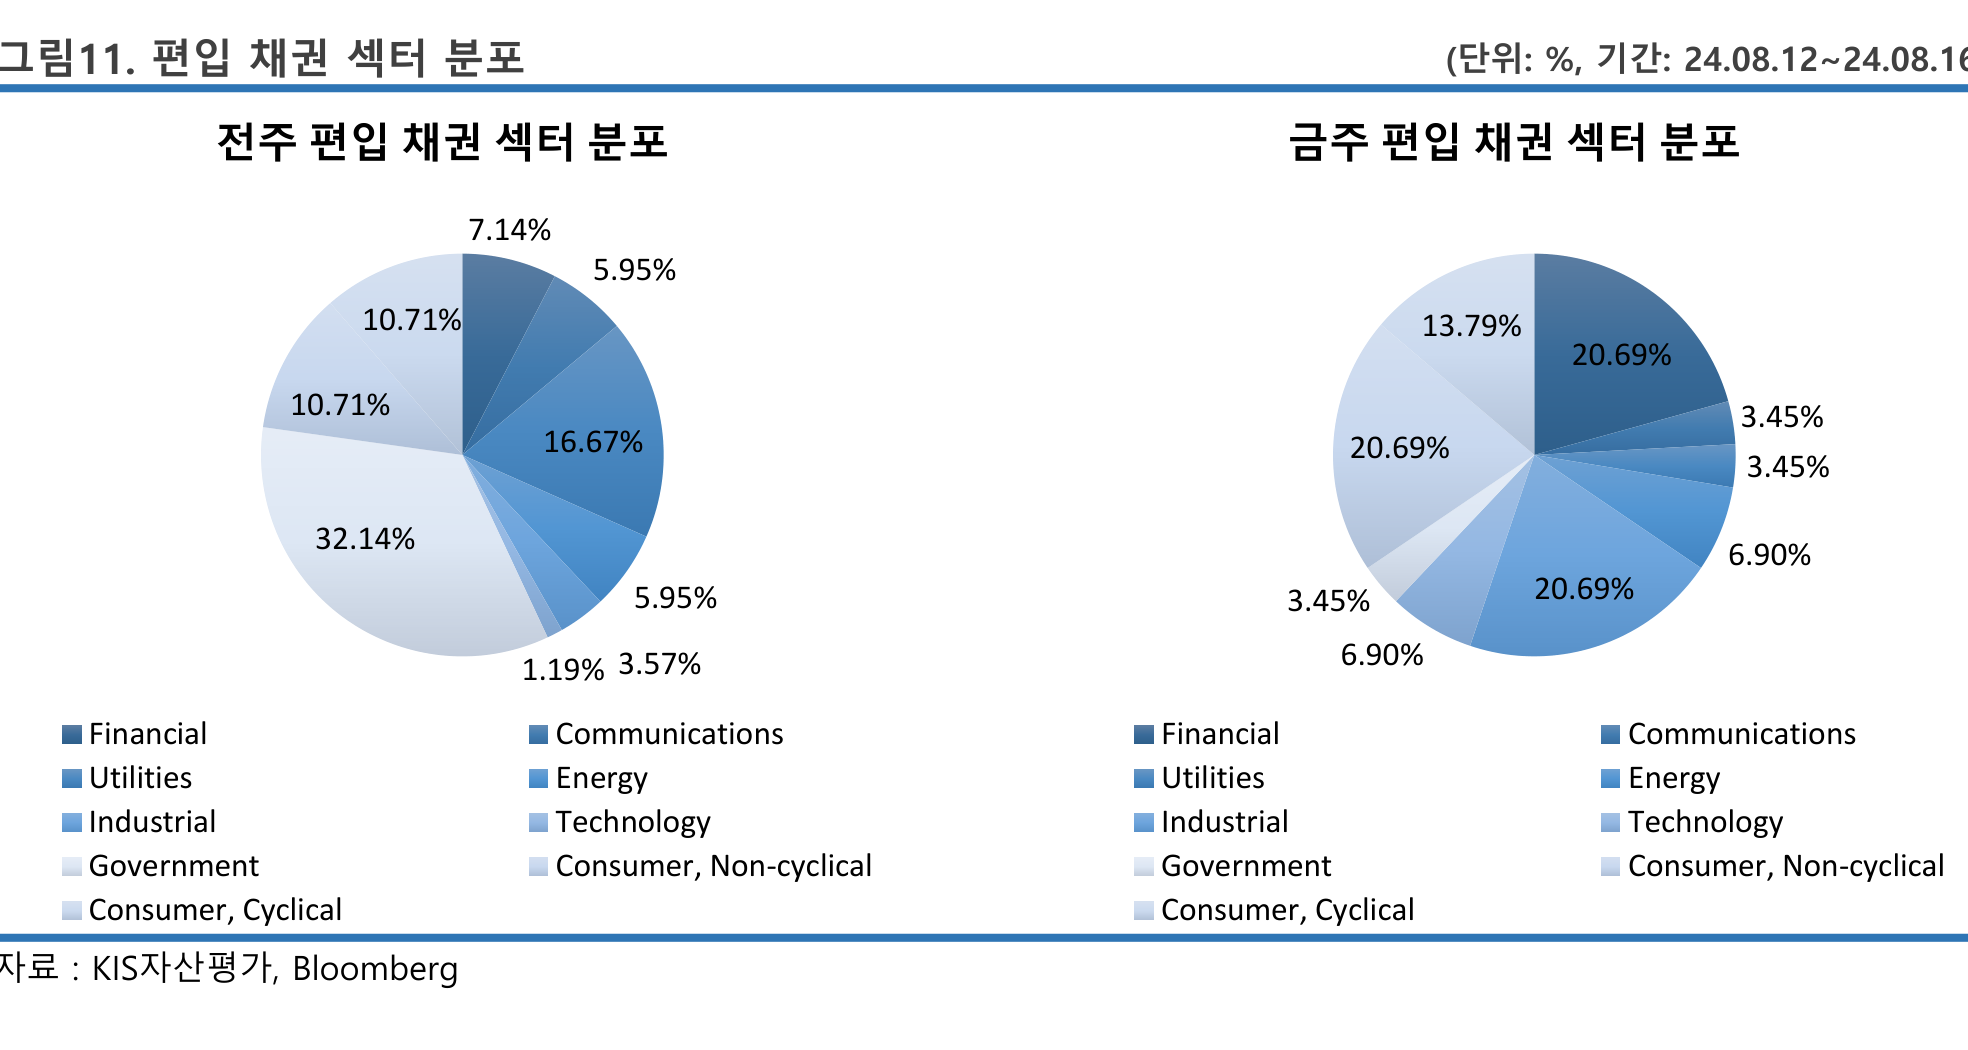 그림11. 편입 채권 섹터 분포
(단위: %, 기간: 24.08.12~24.08.16
전주 편입 채권 섹터 분포
7.14%
5.95%
16.67%
5.95%
3.57%
1.19%
32.14%
10.71%
10.71%
Financial
Communications
Utilities
Energy
Industrial
Technology
Government
Consumer, Non-cyclical
Consumer, Cyclical
금주 편입 채권 섹터 분포
20.69%
3.45%
3.45%
6.90%
20.69%
6.90%
3.45%
20.69%
13.79%
Financial
Communications
Utilities
Energy
Industrial
Technology
Government
Consumer, Non-cyclical
Consumer, Cyclical
자료 : KIS자산평가, Bloomberg